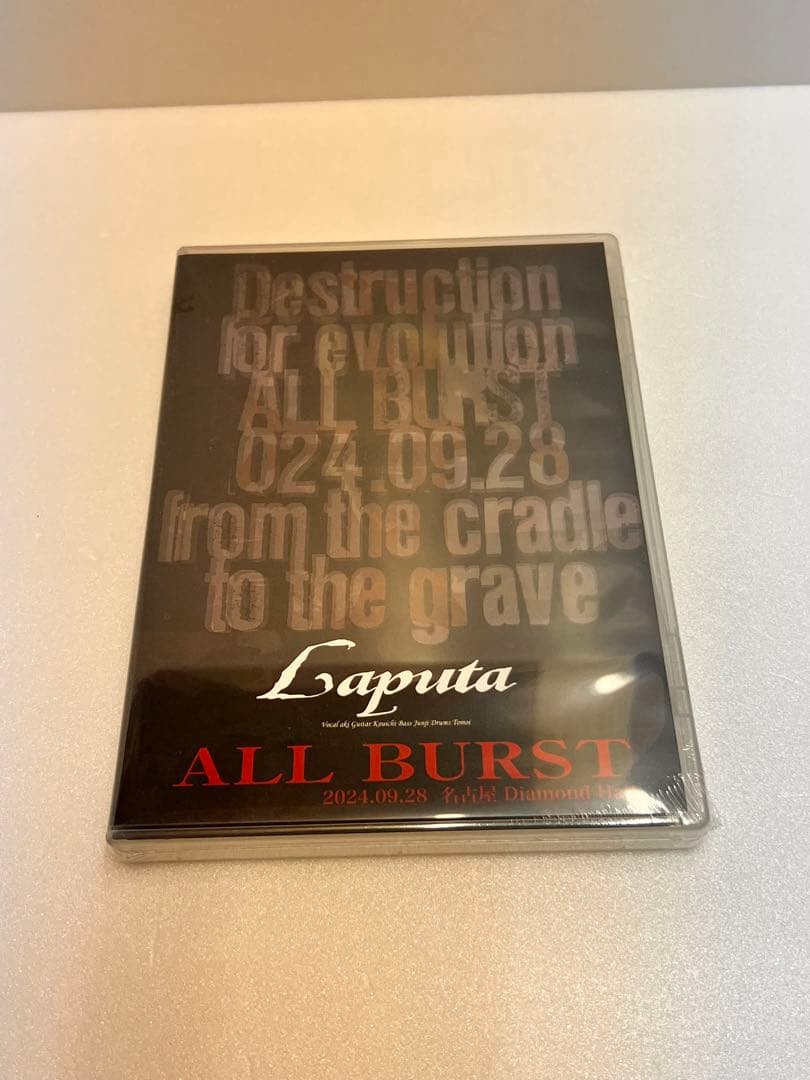 Destruction
for evolution
ALL BURST
024.09.28
from the cradle
to the grave
Laputa
Vocal aki Guitar Kouichi Bass Junji Drums Tomoi
ALL BURST
2024.09.28 名古屋 Diamond Hall